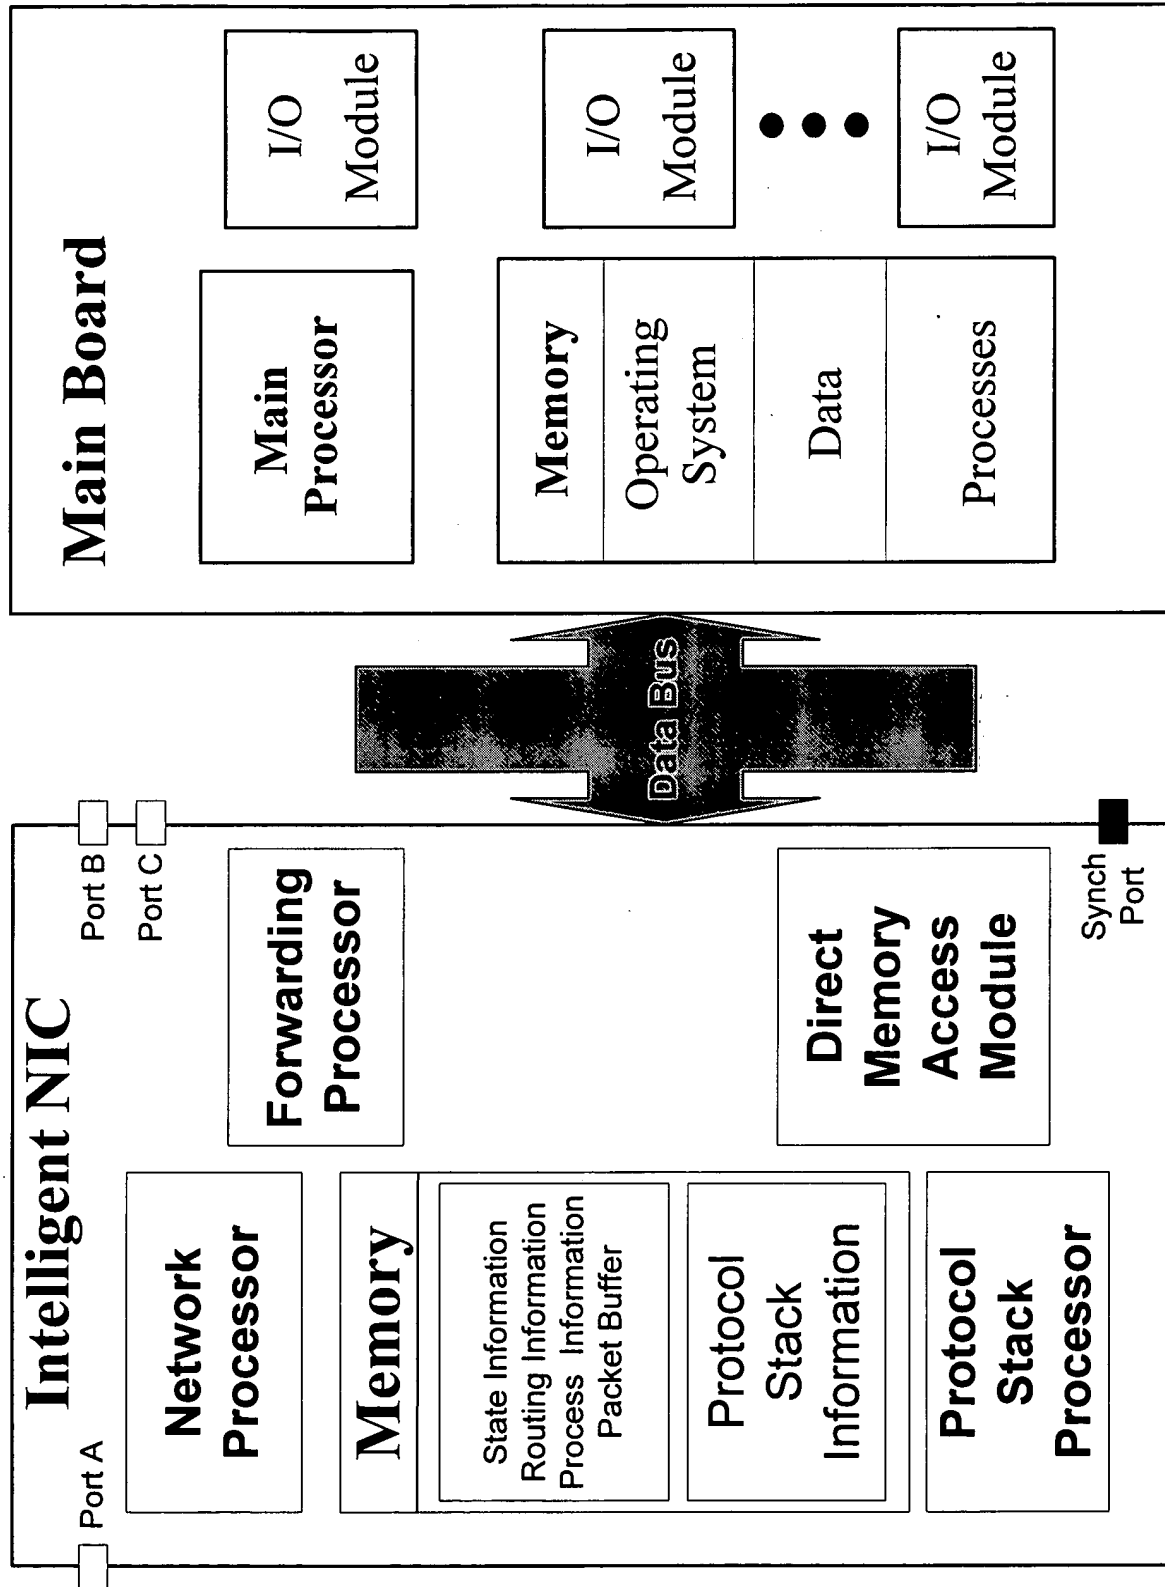 Intelligent NIC
Port A
Port B
Port C
Network
Processor
Forwarding
Processor
Memory
State Information
Routing Information
Process Information
Packet Buffer
Protocol
Stack
Information
Protocol
Stack
Processor
Direct
Memory
Access
Module
Synch
Port
Data Bus
Main Board
Main
Processor
I/O
Module
Memory
Operating
System
Data
Processes
I/O
Module
I/O
Module